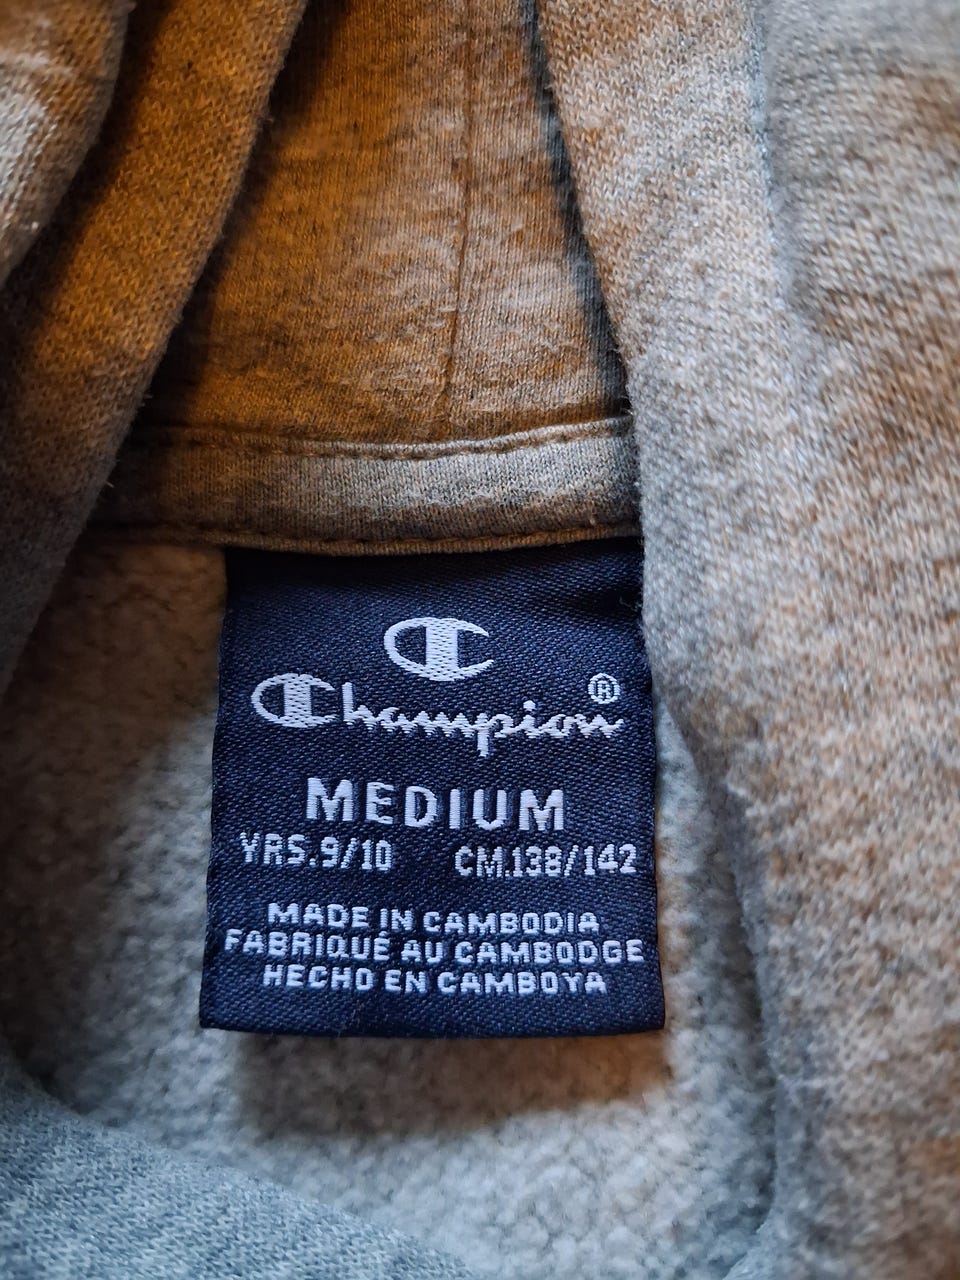 Champion®
MEDIUM
YRS.9/10 CM.138/142
MADE IN CAMBODIA
FABRIQUÉ AU CAMBODGE
HECHO EN CAMBOYA